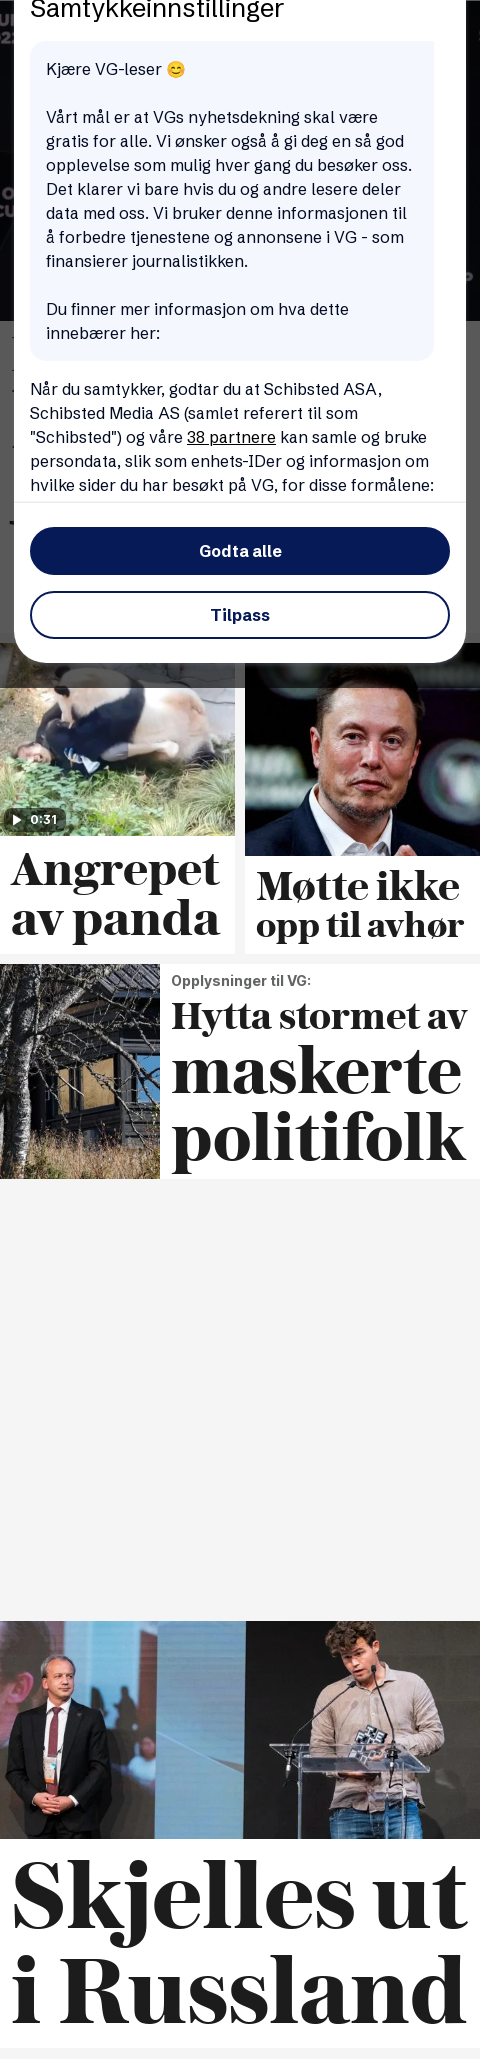 Samtykkeinnstillinger
Kjære VG-leser 😊
Vårt mål er at VGs nyhetsdekning skal være
gratis for alle. Vi ønsker også å gi deg en så god
opplevelse som mulig hver gang du besøker oss.
Det klarer vi bare hvis du og andre lesere deler
data med oss. Vi bruker denne informasjonen til
å forbedre tjenestene og annonsene i VG - som
finansierer journalistikken.
Du finner mer informasjon om hva dette
innebærer her:
Når du samtykker, godtar du at Schibsted ASA,
Schibsted Media AS (samlet referert til som
"Schibsted") og våre 38 partnere kan samle og bruke
persondata, slik som enhets-IDer og informasjon om
hvilke sider du har besøkt på VG, for disse formålene:
Godta alle
Tilpass
0:31
Angrepet
av panda
Møtte ikke
opp til avhør
Opplysninger til VG:
Hytta stormet av
maskerte
politifolk
Skjelles ut
i Russland